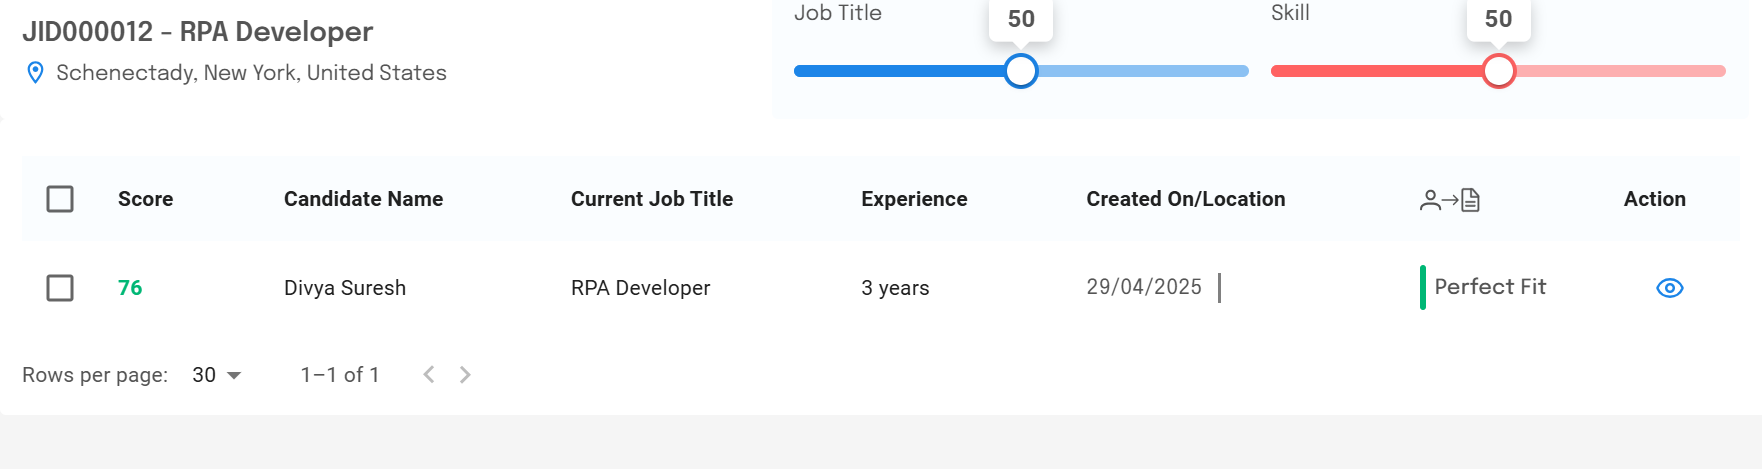 JID000012 - RPA Developer
Schenectady, New York, United States
Job Title
50
Skill
50
Score Candidate Name Current Job Title Experience Created On/Location Action
76 Divya Suresh RPA Developer 3 years 29/04/2025 Perfect Fit
Rows per page: 30 1–1 of 1